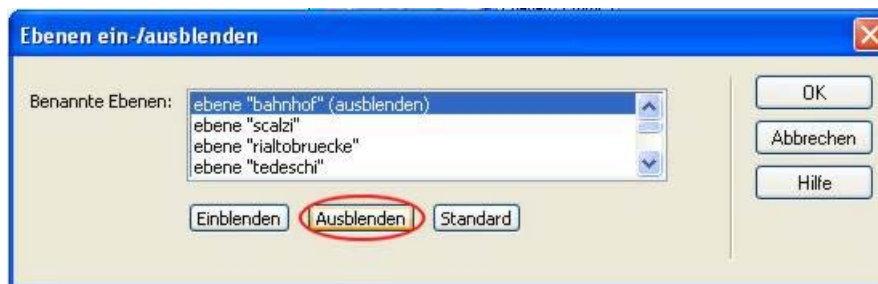 Ebenen ein-/ausblenden
Benannte Ebenen:
ebene "bahnhof" (ausblenden)
ebene "scalzi"
ebene "rialtobruecke"
ebene "tedeschi"
OK
Abbrechen
Hilfe
Einblenden
Ausblenden
Standard